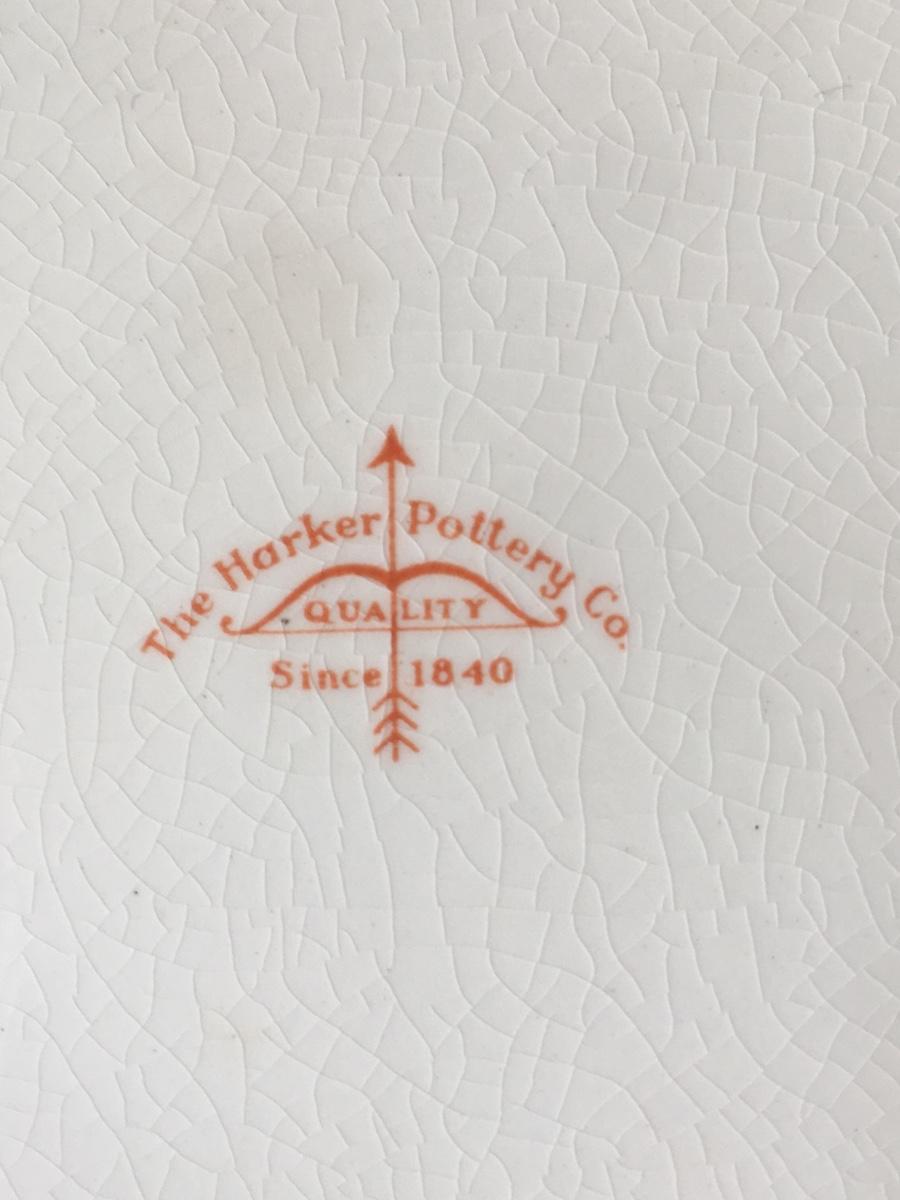 The Harker Pottery Co.
QUALITY
Since 1840